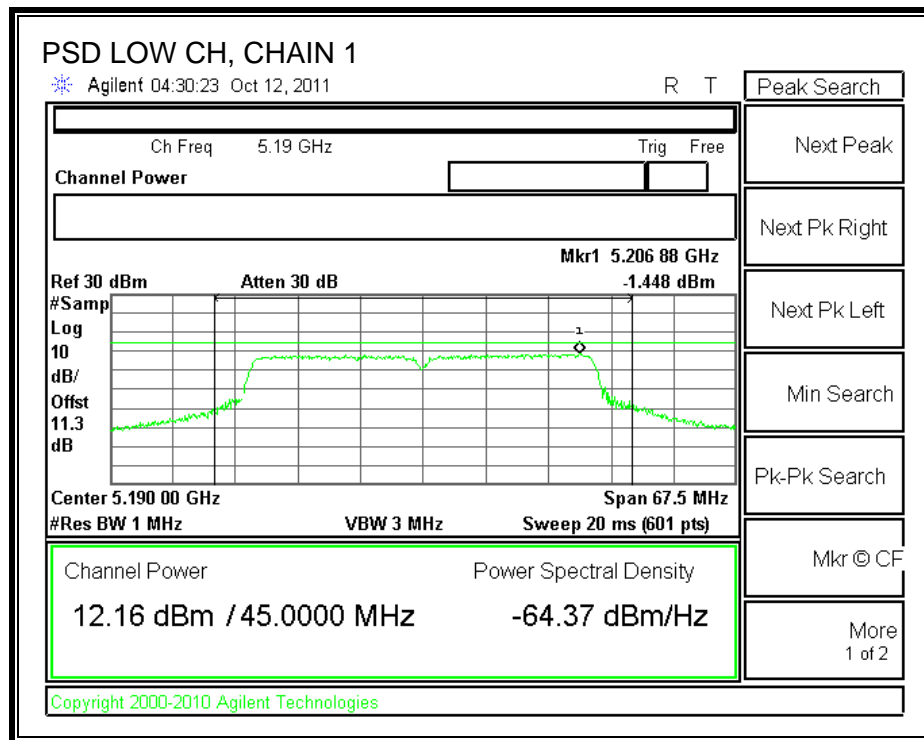 PSD LOW CH, CHAIN 1
Agilent 04:30:23 Oct 12, 2011 R T
Peak Search
Ch Freq 5.19 GHz Trig Free
Channel Power
Mkr1 5.206 88 GHz
Ref 30 dBm Atten 30 dB -1.448 dBm
#Samp
Log
10
dB/
Offst
11.3
dB
1
Center 5.190 00 GHz Span 67.5 MHz
#Res BW 1 MHz VBW 3 MHz Sweep 20 ms (601 pts)
Channel Power Power Spectral Density
12.16 dBm / 45.0000 MHz -64.37 dBm/Hz
Next Peak
Next Pk Right
Next Pk Left
Min Search
Pk-Pk Search
Mkr © CF
More
1 of 2
Copyright 2000-2010 Agilent Technologies